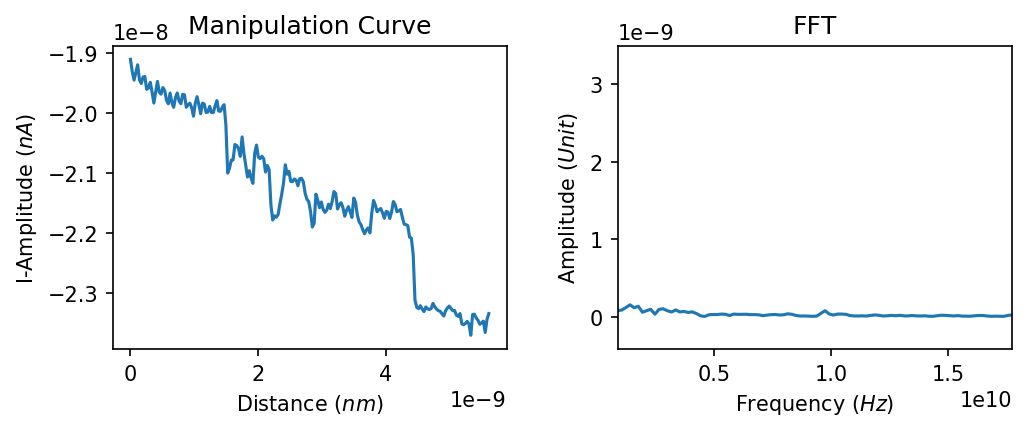 Manipulation Curve
1e−8
−1.9
−2.0
−2.1
−2.2
−2.3
I-Amplitude (nA)
0
2
4
1e−9
Distance (nm)
FFT
1e−9
3
2
1
0
Amplitude (Unit)
0.5
1.0
1.5
1e10
Frequency (Hz)